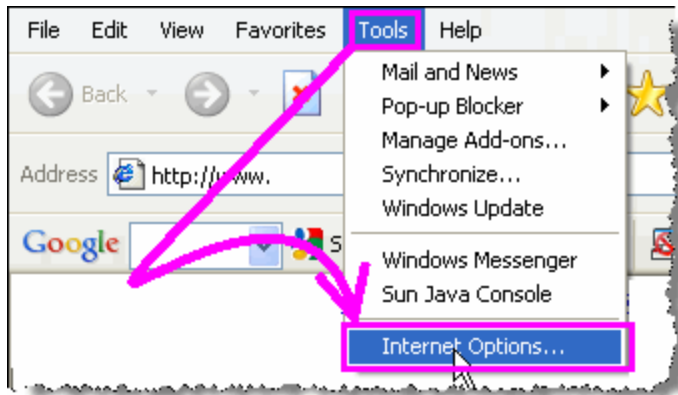 File Edit View Favorites Tools Help
Back
Address http://www.
Google S
Mail and News
Pop-up Blocker
Manage Add-ons...
Synchronize...
Windows Update
Windows Messenger
Sun Java Console
Internet Options...